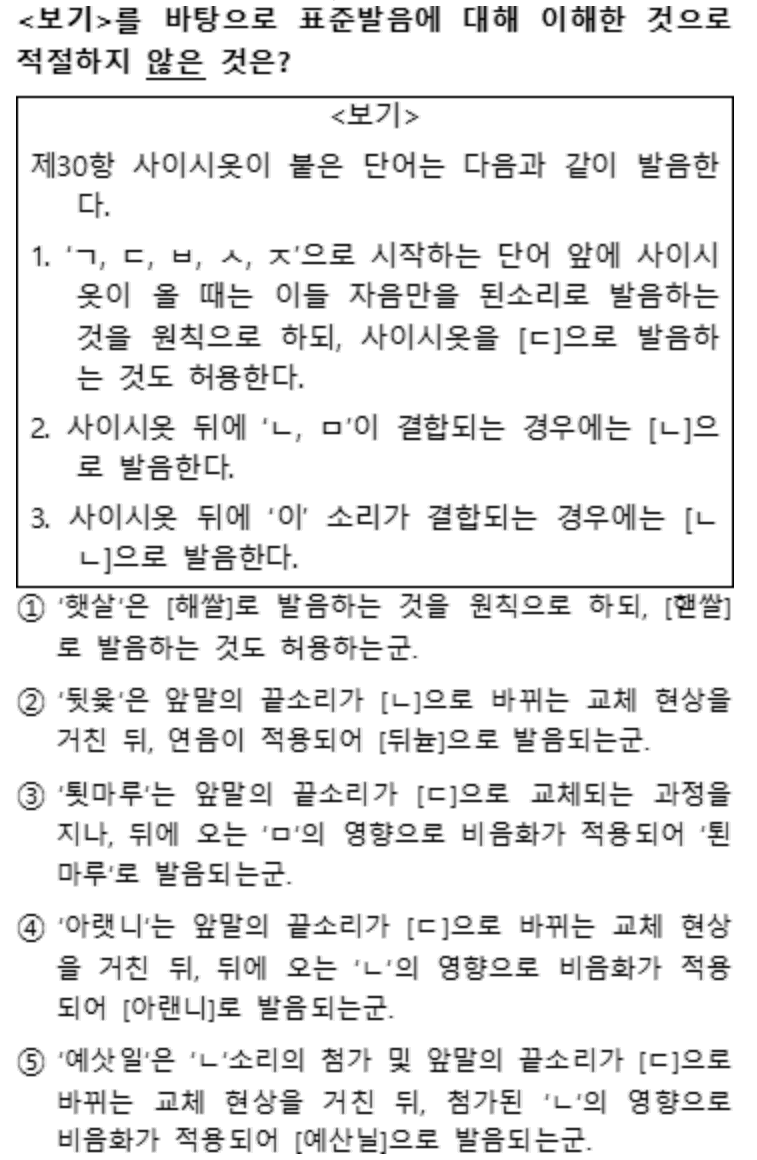 <보기>를 바탕으로 표준발음에 대해 이해한 것으로
적절하지 않은 것은?
<보기>
제30항 사이시옷이 붙은 단어는 다음과 같이 발음한
다.
1. ‘ㄱ, ㄷ, ㅂ, ㅅ, ㅈ’으로 시작하는 단어 앞에 사이시
옷이 올 때는 이들 자음만을 된소리로 발음하는
것을 원칙으로 하되, 사이시옷을 [ㄷ]으로 발음하
는 것도 허용한다.
2. 사이시옷 뒤에 ‘ㄴ, ㅁ’이 결합되는 경우에는 [ㄴ]으
로 발음한다.
3. 사이시옷 뒤에 ‘이’ 소리가 결합되는 경우에는 [ㄴ
ㄴ]으로 발음한다.
① ‘햇살‘은 [해쌀]로 발음하는 것을 원칙으로 하되, [핻쌀]
로 발음하는 것도 허용하는군.
② ‘뒷윷‘은 앞말의 끝소리가 [ㄴ]으로 바뀌는 교체 현상을
거친 뒤, 연음이 적용되어 [뒤뉻]으로 발음되는군.
③ ‘툇마루‘는 앞말의 끝소리가 [ㄷ]으로 교체되는 과정을
지나, 뒤에 오는 ‘ㅁ‘의 영향으로 비음화가 적용되어 ‘퇸
마루‘로 발음되는군.
④ ‘아랫니‘는 앞말의 끝소리가 [ㄷ]으로 바뀌는 교체 현상
을 거친 뒤, 뒤에 오는 ‘ㄴ‘의 영향으로 비음화가 적용
되어 [아랜니]로 발음되는군.
⑤ ‘예삿일‘은 ‘ㄴ‘소리의 첨가 및 앞말의 끝소리가 [ㄷ]으로
바뀌는 교체 현상을 거친 뒤, 첨가된 ‘ㄴ‘의 영향으로
비음화가 적용되어 [예산닐]으로 발음되는군.